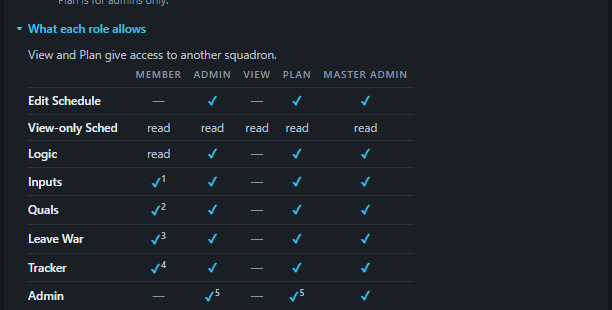 Plan is for admins only.
What each role allows
View and Plan give access to another squadron.
MEMBER ADMIN VIEW PLAN MASTER ADMIN
Edit Schedule — ✓ — ✓ ✓
View-only Sched read read read read read
Logic read ✓ — ✓ ✓
Inputs ✓1 ✓ — ✓ ✓
Quals ✓2 ✓ — ✓ ✓
Leave War ✓3 ✓ — ✓ ✓
Tracker ✓4 ✓ — ✓ ✓
Admin — ✓5 — ✓5 ✓